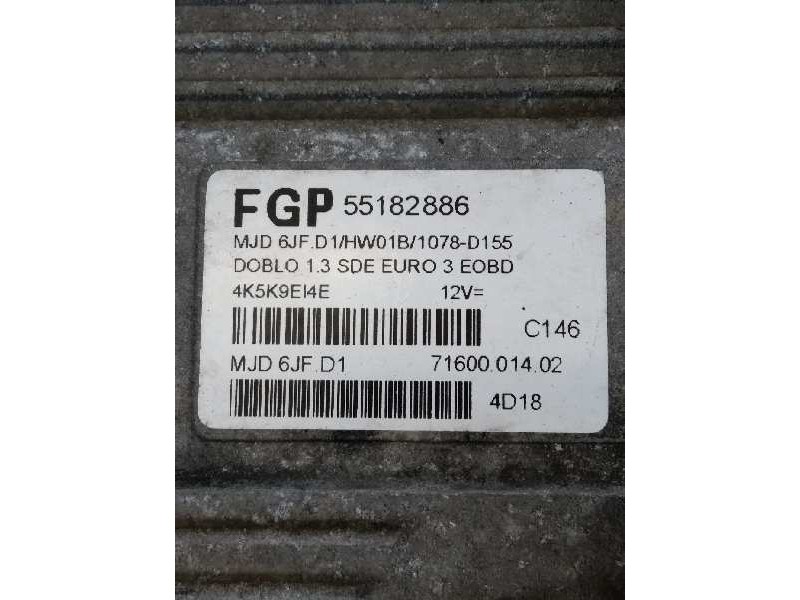 FGP 55182886
MJD 6JF.D1/HW01B/1078-D155
DOBLO 1.3 SDE EURO 3 EOBD
4K5K9EI4E 12V=
C146
MJD 6JF.D1 71600.014.02
4D18